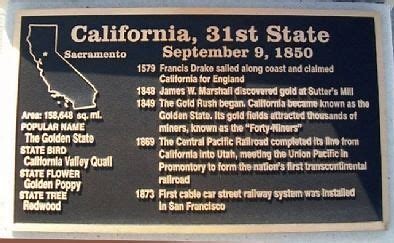 California, 31st State
September 9, 1850
Sacramento
Area: 158,648 sq. mi.
POPULAR NAME
The Golden State
STATE BIRD
California Valley Quail
STATE FLOWER
Golden Poppy
STATE TREE
Redwood
1579 Francis Drake sailed along coast and claimed
California for England
1848 James W. Marshall discovered gold at Sutter's Mill
1849 The Gold Rush began. California became known as the
Golden State. Its gold fields attracted thousands of
miners, known as the "Forty-Niners"
1869 The Central Pacific Railroad completed its line from
California into Utah, meeting the Union Pacific in
Promontory to form the nation's first transcontinental
railroad
1873 First cable car street railway system was installed
in San Francisco